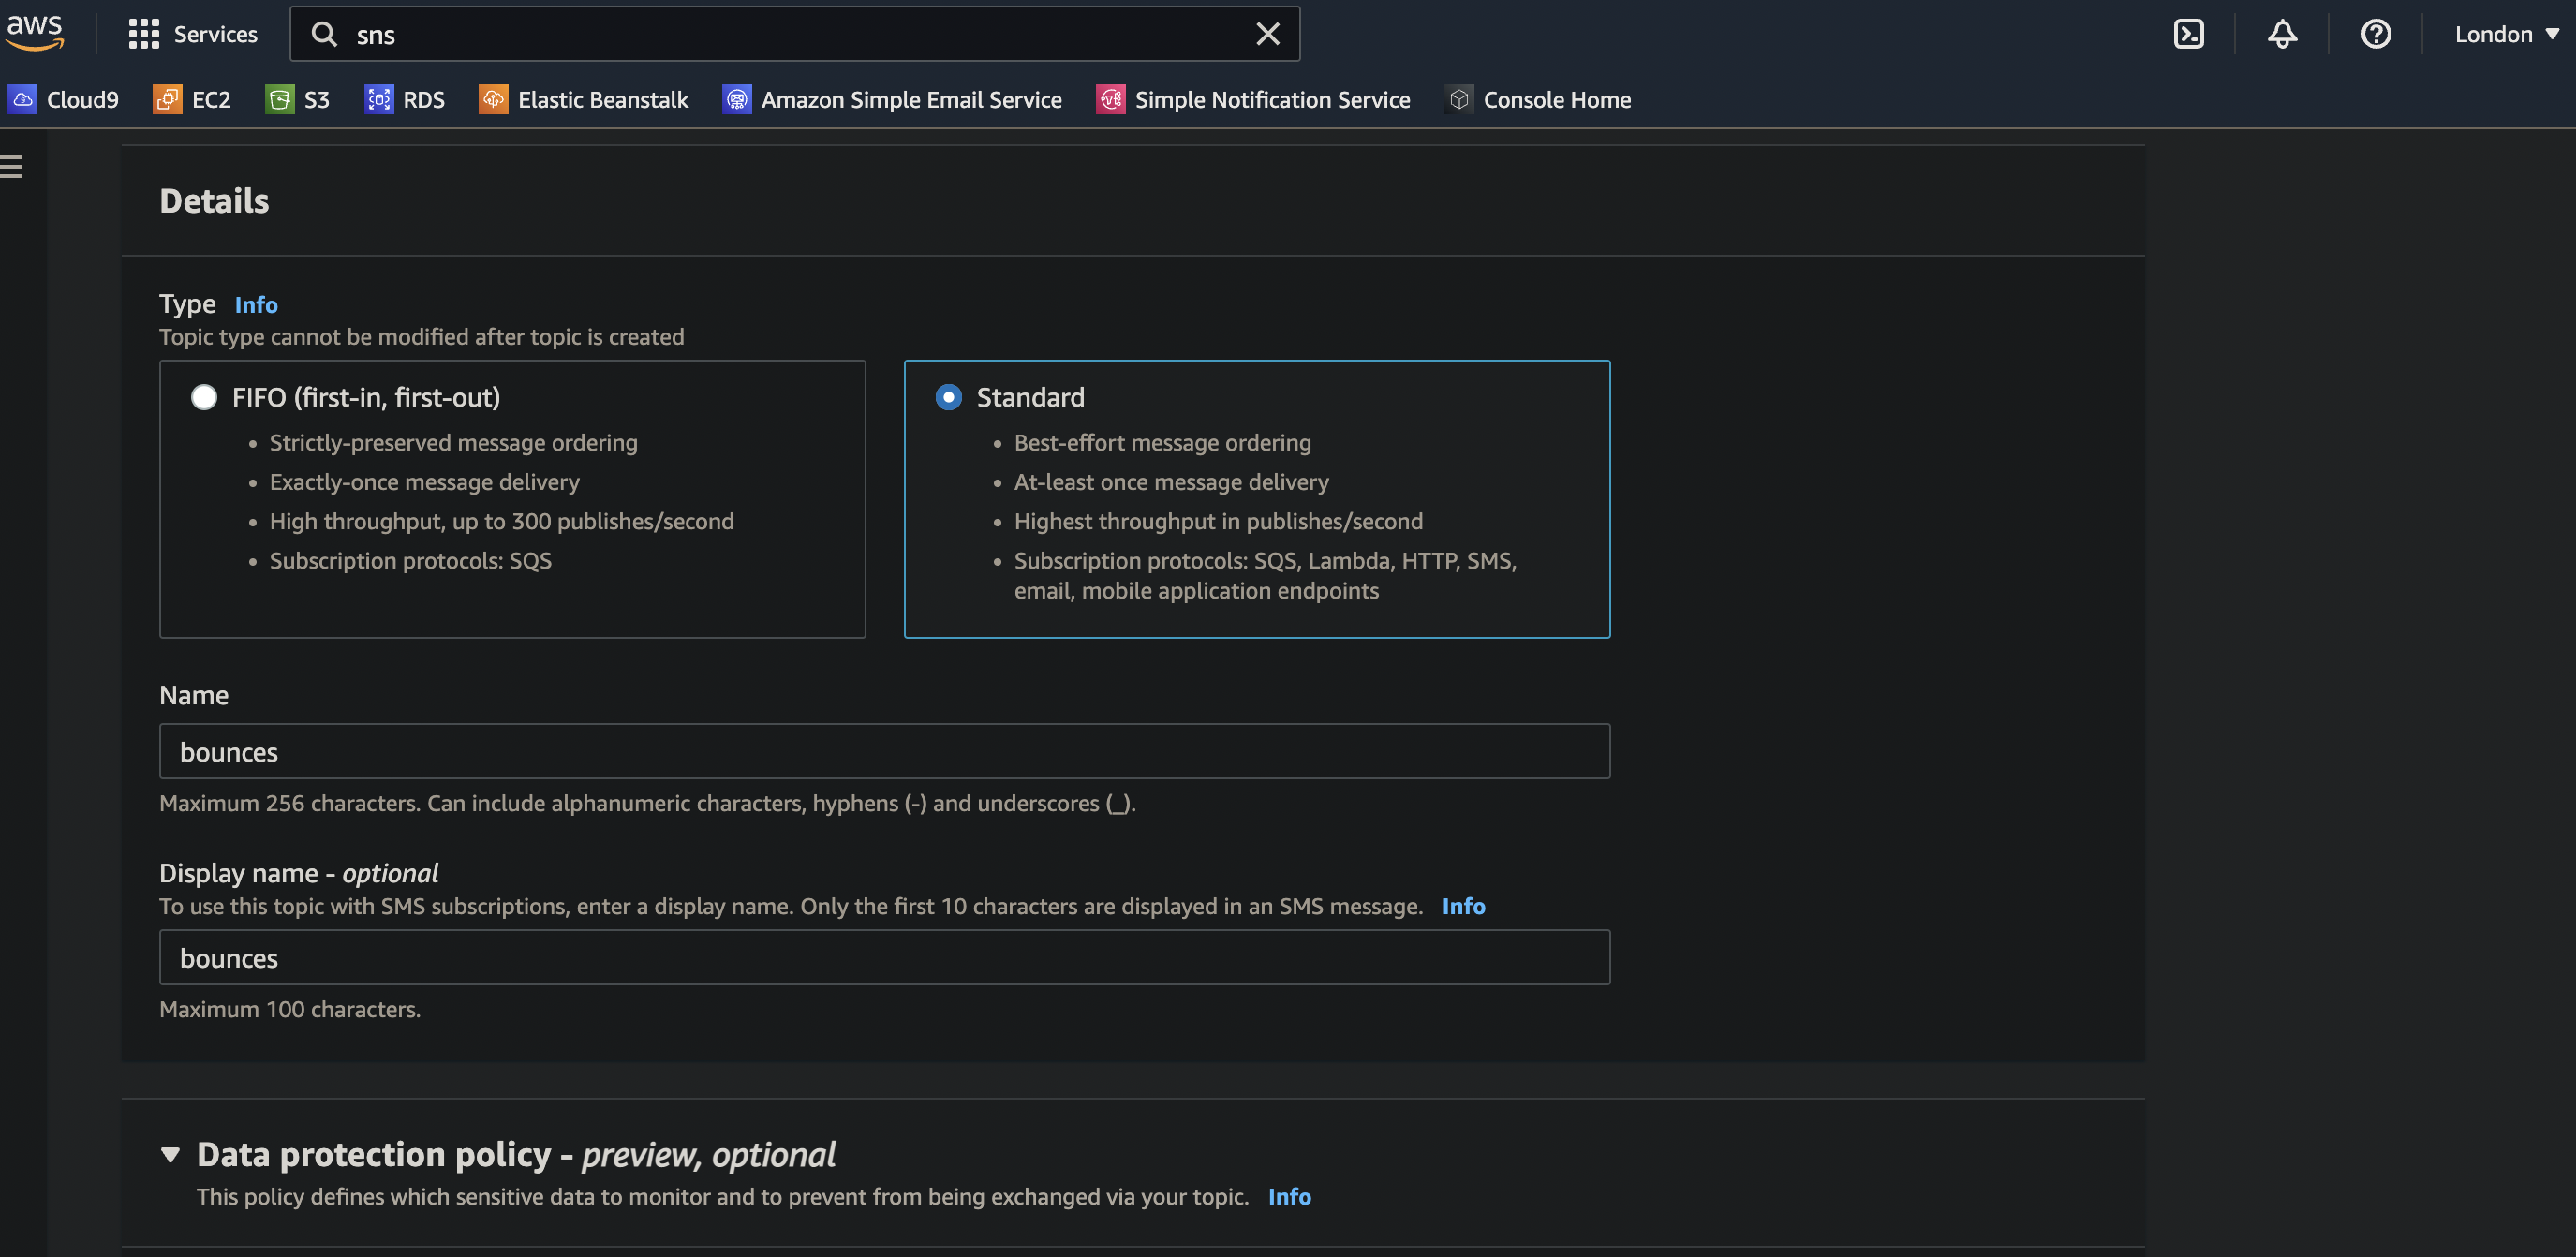 aws
Services
sns
London
Cloud9
EC2
S3
RDS
Elastic Beanstalk
Amazon Simple Email Service
Simple Notification Service
Console Home
Details
Type Info
Topic type cannot be modified after topic is created
FIFO (first-in, first-out)
Strictly-preserved message ordering
Exactly-once message delivery
High throughput, up to 300 publishes/second
Subscription protocols: SQS
Standard
Best-effort message ordering
At-least once message delivery
Highest throughput in publishes/second
Subscription protocols: SQS, Lambda, HTTP, SMS,
email, mobile application endpoints
Name
bounces
Maximum 256 characters. Can include alphanumeric characters, hyphens (-) and underscores (_).
Display name - optional
To use this topic with SMS subscriptions, enter a display name. Only the first 10 characters are displayed in an SMS message. Info
bounces
Maximum 100 characters.
Data protection policy - preview, optional
This policy defines which sensitive data to monitor and to prevent from being exchanged via your topic. Info